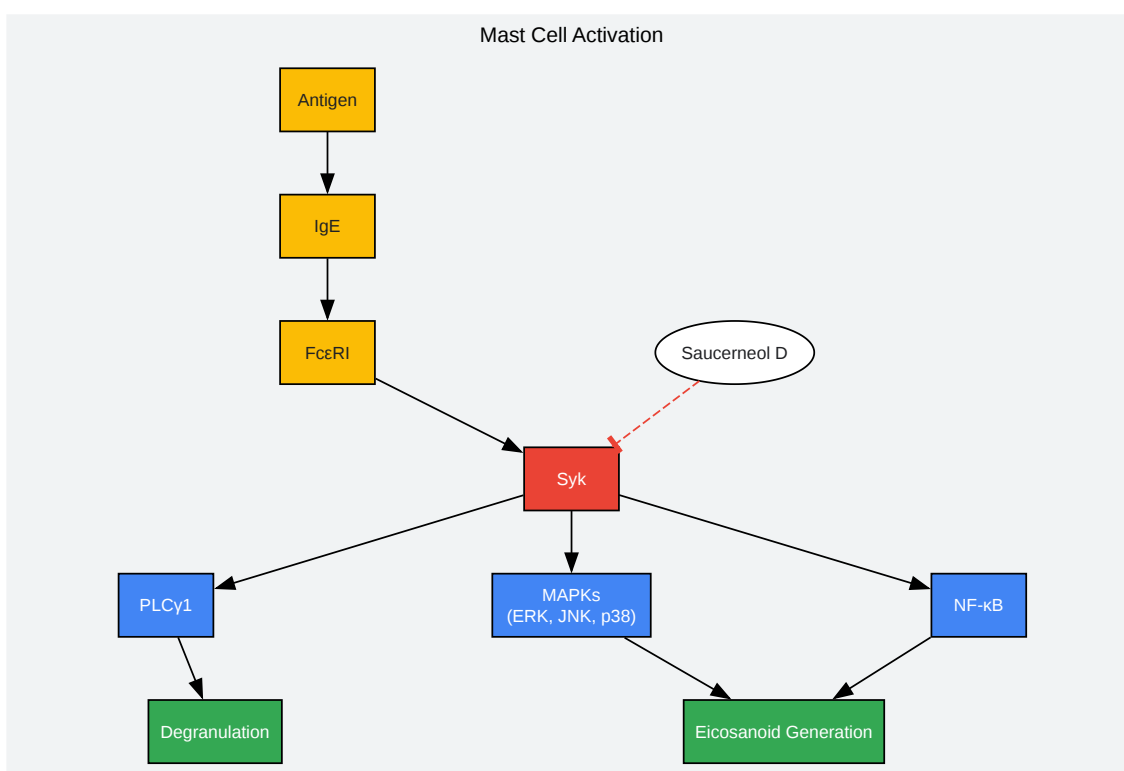 Mast Cell Activation
Antigen
IgE
FcεRI
Saucerneol D
Syk
PLCγ1
MAPKs
(ERK, JNK, p38)
NF-κB
Degranulation
Eicosanoid Generation